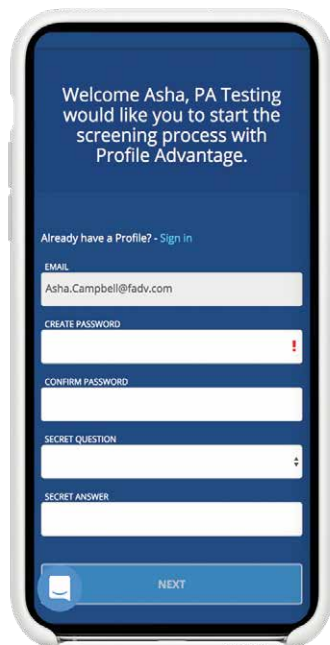 Welcome Asha, PA Testing
would like you to start the
screening process with
Profile Advantage.
Already have a Profile? - Sign in
EMAIL
Asha.Campbell@fadv.com
CREATE PASSWORD
!
CONFIRM PASSWORD
SECRET QUESTION
SECRET ANSWER
NEXT